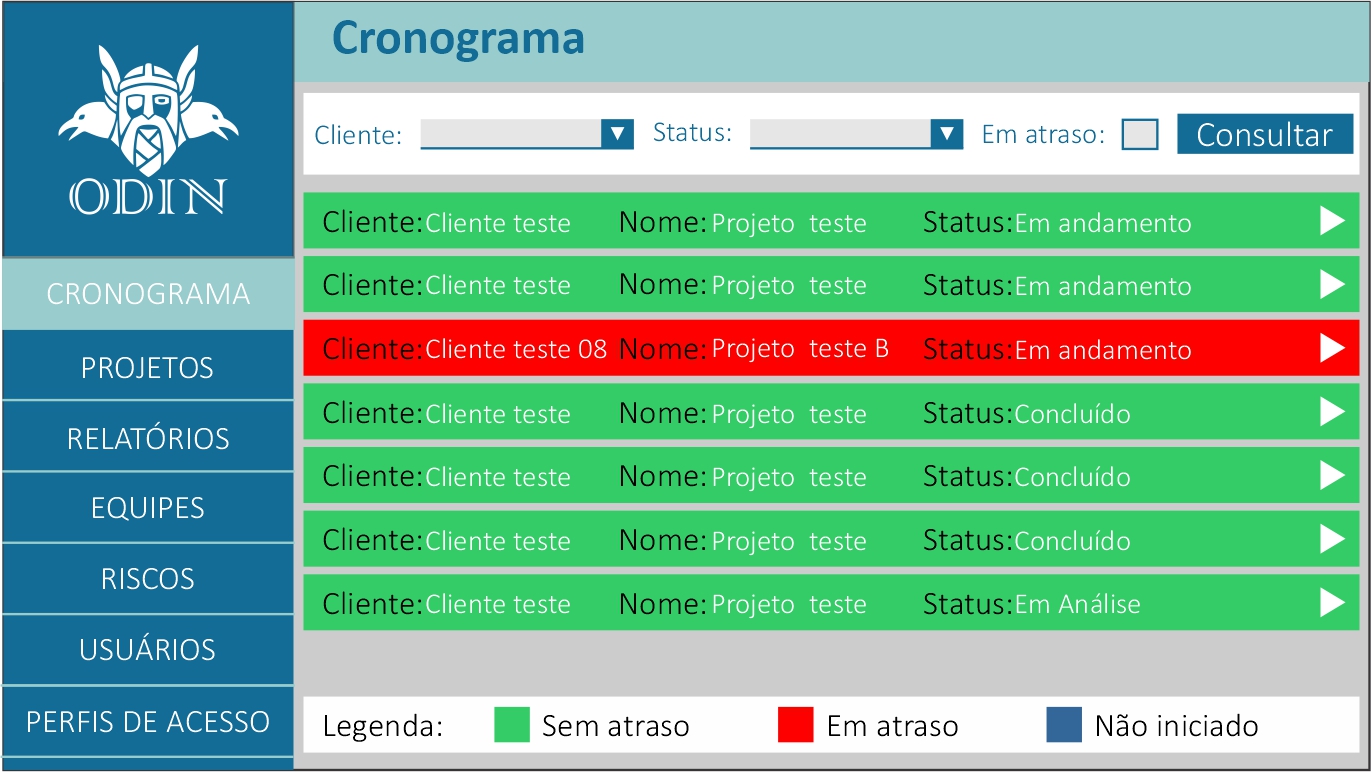 ODIN
CRONOGRAMA
PROJETOS
RELATÓRIOS
EQUIPES
RISCOS
USUÁRIOS
PERFIS DE ACESSO
Cronograma
Cliente: Status: Em atraso: Consultar
Cliente: Cliente teste Nome: Projeto teste Status: Em andamento
Cliente: Cliente teste Nome: Projeto teste Status: Em andamento
Cliente: Cliente teste 08 Nome: Projeto teste B Status: Em andamento
Cliente: Cliente teste Nome: Projeto teste Status: Concluído
Cliente: Cliente teste Nome: Projeto teste Status: Concluído
Cliente: Cliente teste Nome: Projeto teste Status: Concluído
Cliente: Cliente teste Nome: Projeto teste Status: Em Análise
Legenda: Sem atraso Em atraso Não iniciado